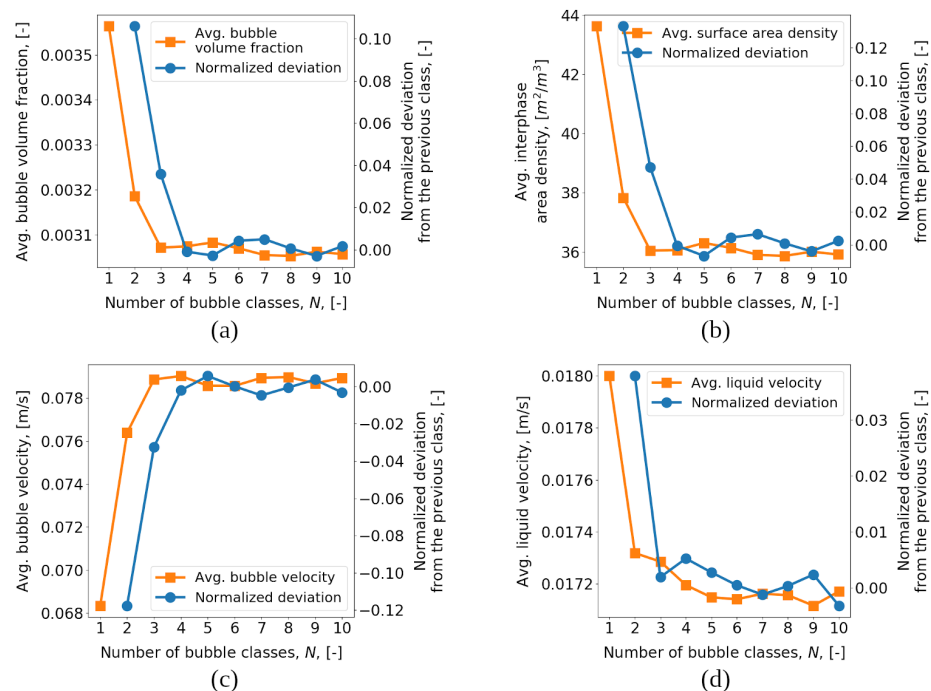 0.0035
0.0034
0.0033
0.0032
0.0031
Avg. bubble volume fraction, [-]
Avg. bubble
volume fraction
Normalized deviation
0.10
0.08
0.06
0.04
0.02
0.00
Normalized deviation
from the previous class, [-]
1 2 3 4 5 6 7 8 9 10
Number of bubble classes, N, [-]
(a)
44
42
40
38
36
Avg. interphase
area density, [m²/m³]
Avg. surface area density
Normalized deviation
0.12
0.10
0.08
0.06
0.04
0.02
0.00
Normalized deviation
from the previous class, [-]
1 2 3 4 5 6 7 8 9 10
Number of bubble classes, N, [-]
(b)
0.078
0.076
0.074
0.072
0.070
0.068
Avg. bubble velocity, [m/s]
Avg. bubble velocity
Normalized deviation
0.00
−0.02
−0.04
−0.06
−0.08
−0.10
−0.12
Normalized deviation
from the previous class, [-]
1 2 3 4 5 6 7 8 9 10
Number of bubble classes, N, [-]
(c)
0.0180
0.0178
0.0176
0.0174
0.0172
Avg. liquid velocity, [m/s]
Avg. liquid velocity
Normalized deviation
0.03
0.02
0.01
0.00
Normalized deviation
from the previous class, [-]
1 2 3 4 5 6 7 8 9 10
Number of bubble classes, N, [-]
(d)